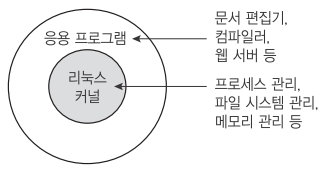 응용 프로그램
리눅스
커널
문서 편집기,
컴파일러,
웹 서버 등
프로세스 관리,
파일 시스템 관리,
메모리 관리 등